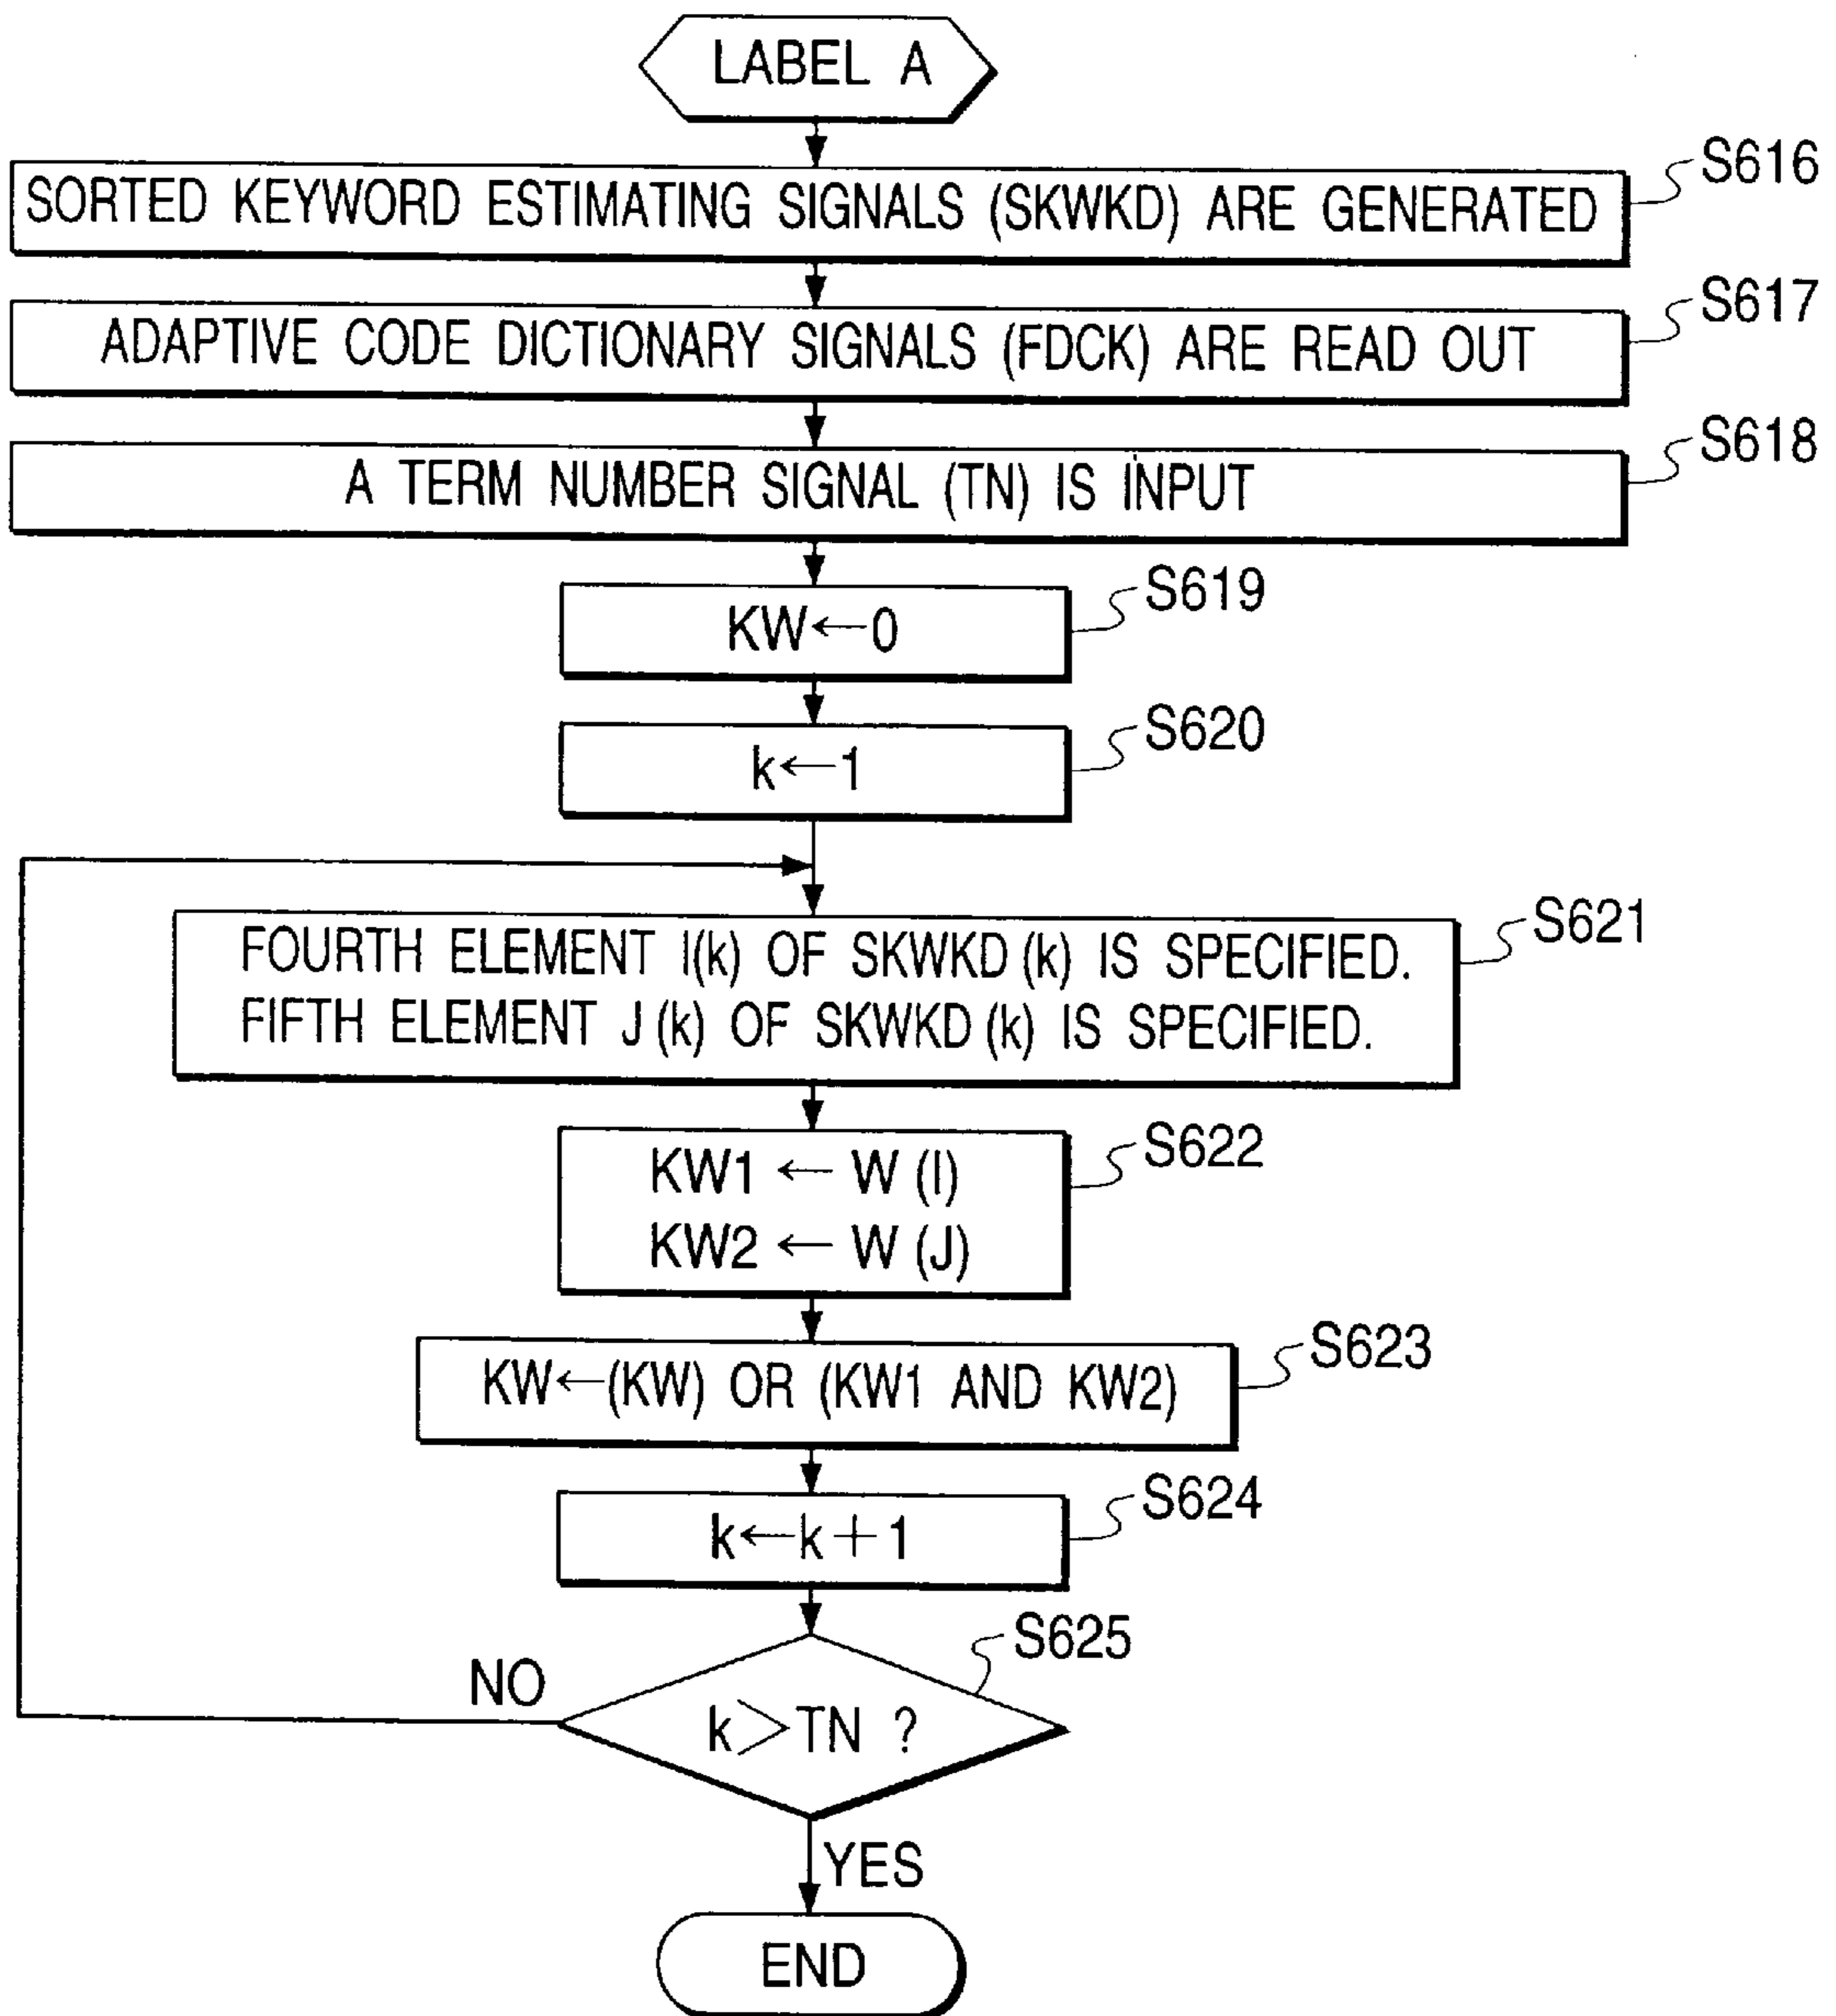 LABEL A
SORTED KEYWORD ESTIMATING SIGNALS (SKWKD) ARE GENERATED
S616
ADAPTIVE CODE DICTIONARY SIGNALS (FDCK) ARE READ OUT
S617
A TERM NUMBER SIGNAL (TN) IS INPUT
S618
KW←0
S619
k←1
S620
FOURTH ELEMENT I(k) OF SKWKD (k) IS SPECIFIED.
FIFTH ELEMENT J (k) OF SKWKD (k) IS SPECIFIED.
S621
KW1 ← W (I)
KW2 ← W (J)
S622
KW←(KW) OR (KW1 AND KW2)
S623
k←k+1
S624
k>TN ?
S625
NO
YES
END